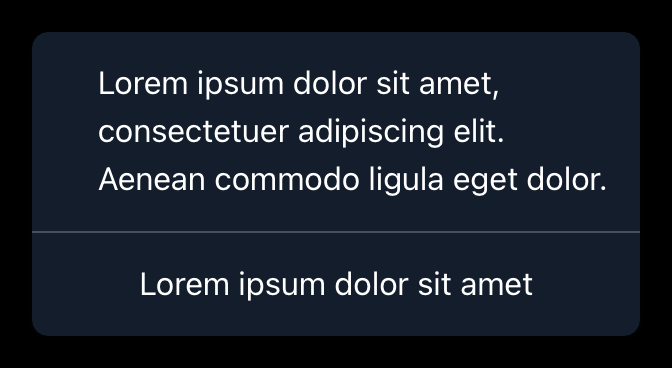 Lorem ipsum dolor sit amet,
consectetuer adipiscing elit.
Aenean commodo ligula eget dolor.
Lorem ipsum dolor sit amet